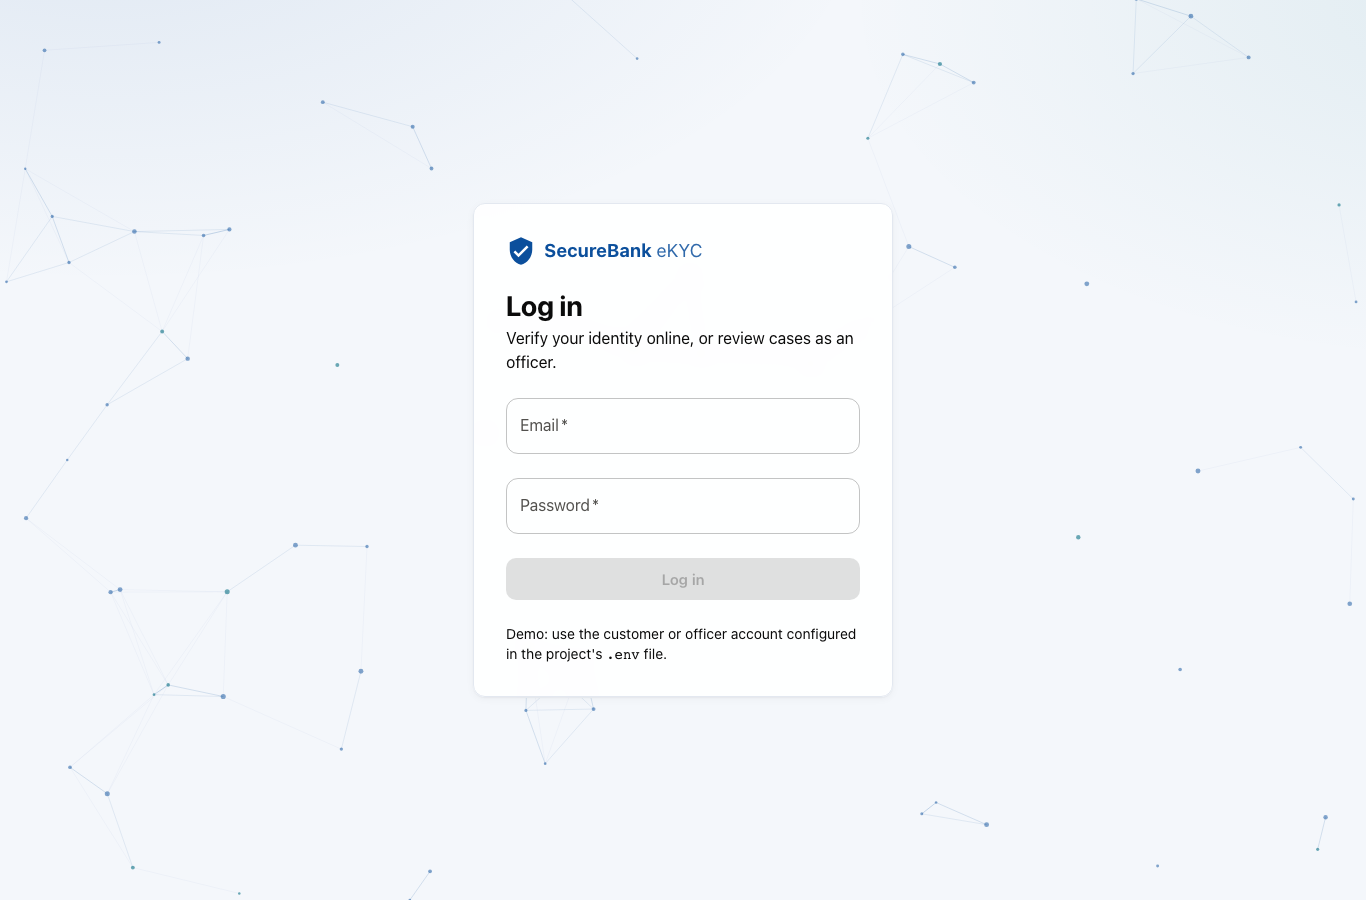 SecureBank eKYC
Log in
Verify your identity online, or review cases as an
officer.
Email *
Password *
Log in
Demo: use the customer or officer account configured
in the project's .env file.